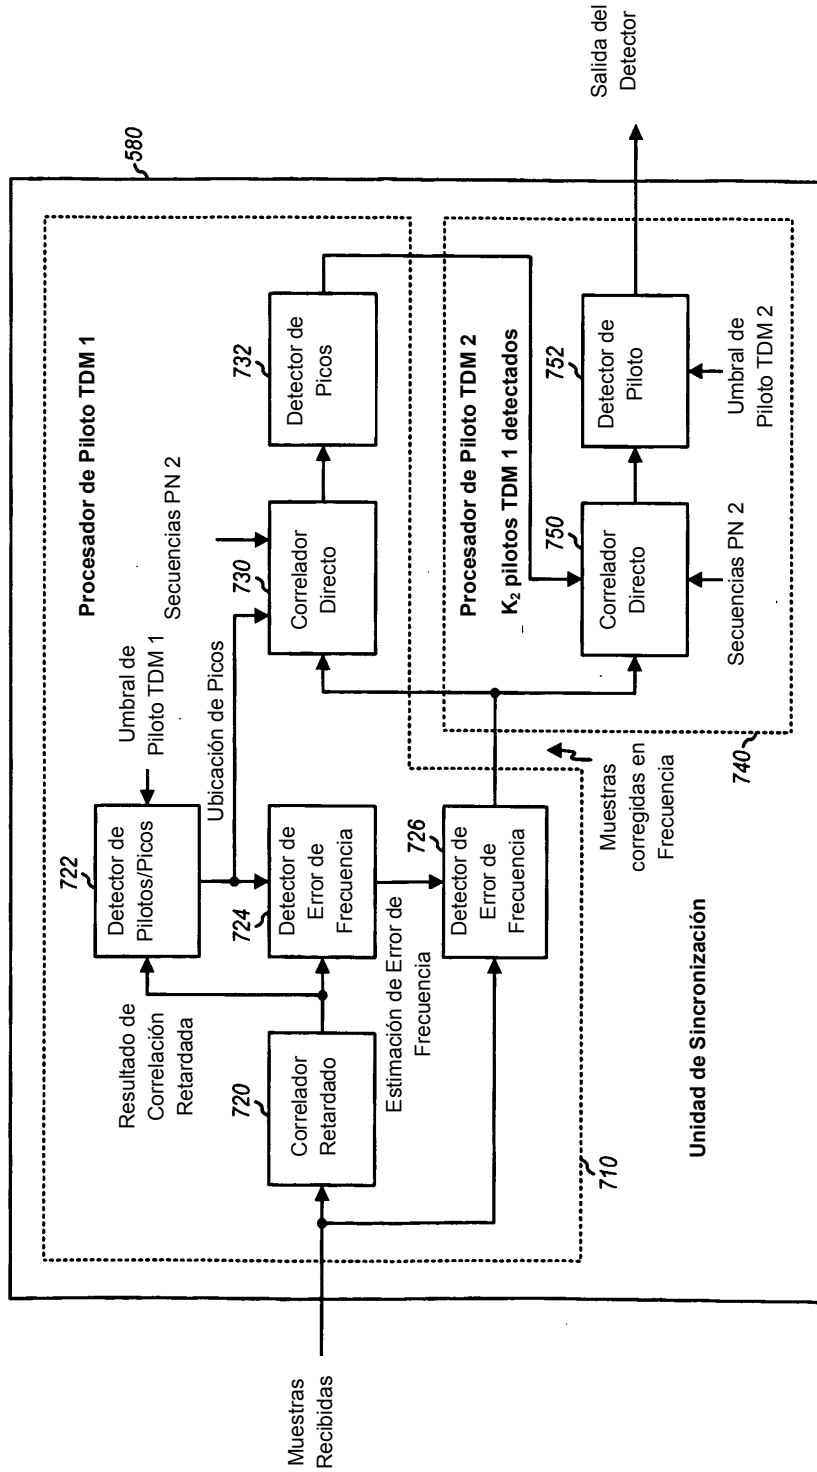 580
Procesador de Piloto TDM 1
Umbral de
Piloto TDM 1
Secuencias PN 2
722
Detector de
Pilotos/Picos
Ubicación de Picos
730
Correlador
Directo
732
Detector de
Picos
Resultado de
Correlación
Retardada
724
Detector de
Error de
Frecuencia
720
Correlador
Retardado
Muestras
Recibidas
Estimación de Error de
Frecuencia
726
Detector de
Error de
Frecuencia
710
Muestras
corregidas en
Frecuencia
Procesador de Piloto TDM 2
K2 pilotos TDM 1 detectados
750
Correlador
Directo
752
Detector de
Piloto
Salida del
Detector
Secuencias PN 2
Umbral de
Piloto TDM 2
740
Unidad de Sincronización